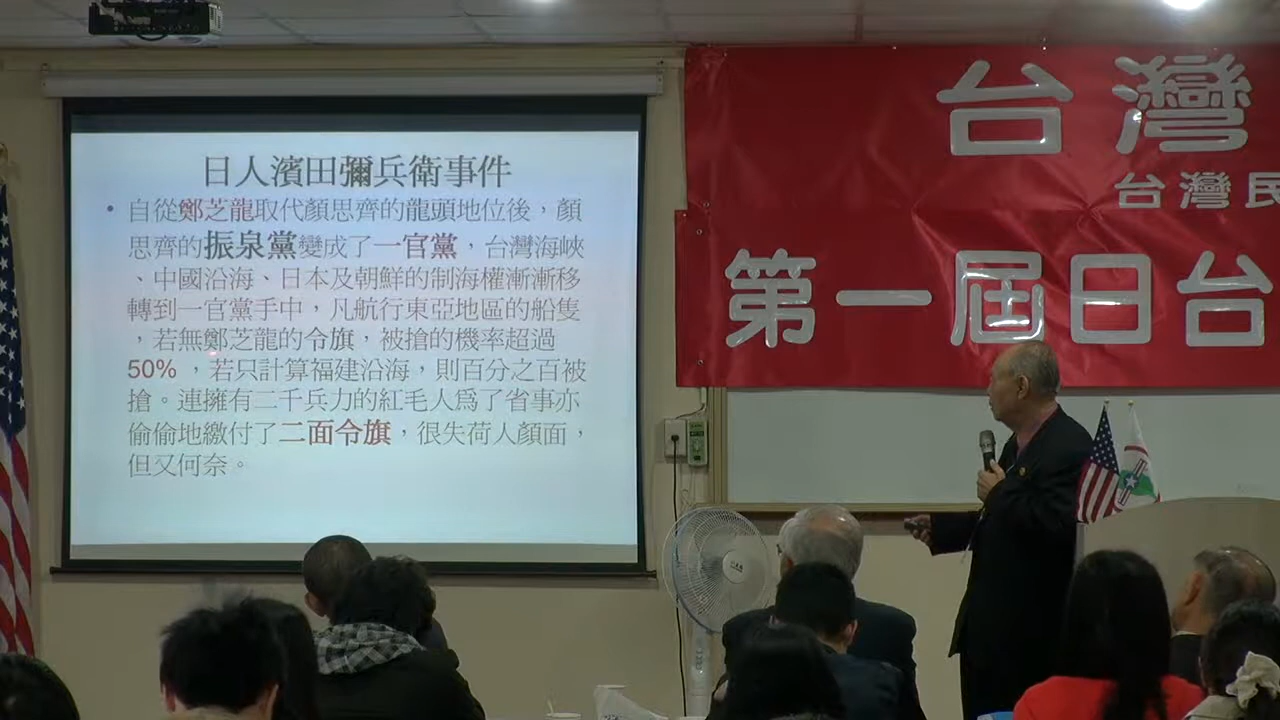 日人濱田彌兵衛事件
• 自從鄭芝龍取代顏思齊的龍頭地位後，顏
思齊的振泉黨變成了一官黨，台灣海峽
、中國沿海、日本及朝鮮的制海權漸漸移
轉到一官黨手中，凡航行東亞地區的船隻
，若無鄭芝龍的令旗，被搶的機率超過
50% ，若只計算福建沿海，則百分之百被
搶。連擁有二千兵力的紅毛人為了省事亦
偷偷地繳付了二面令旗，很失荷人顏面，
但又何奈。
台灣
台灣民
第一屆日台